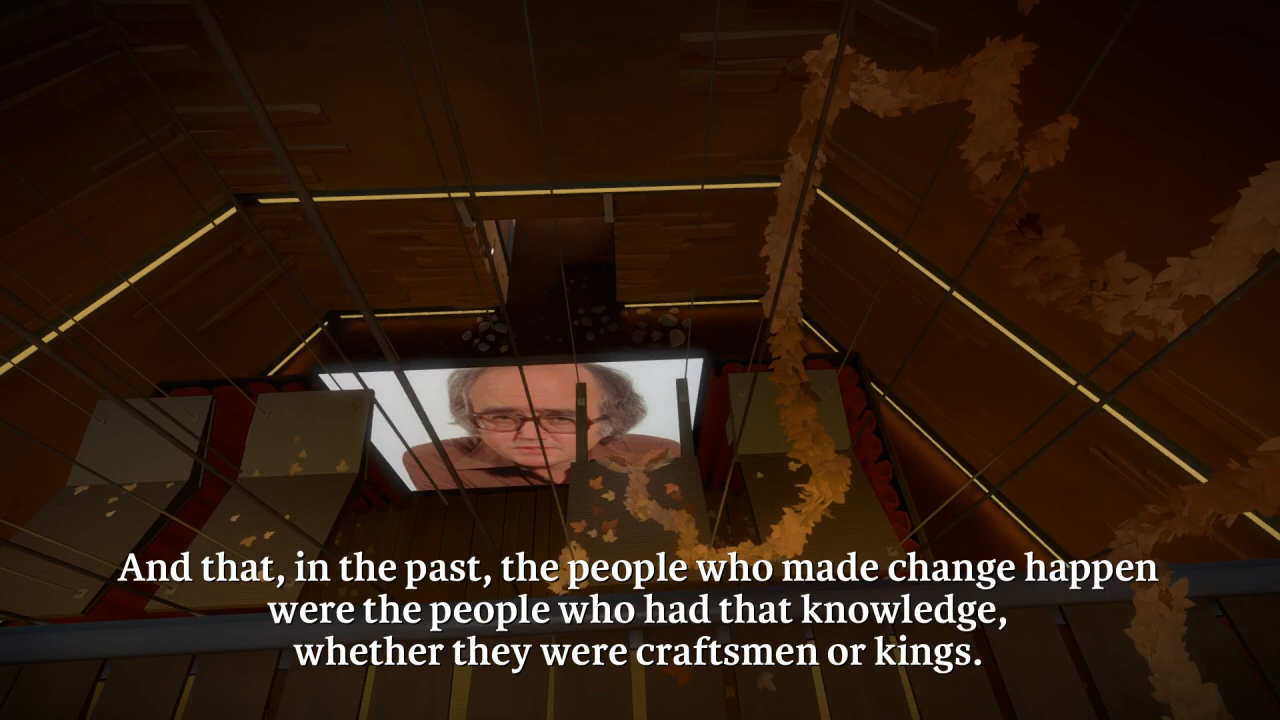 And that, in the past, the people who made change happen
were the people who had that knowledge,
whether they were craftsmen or kings.